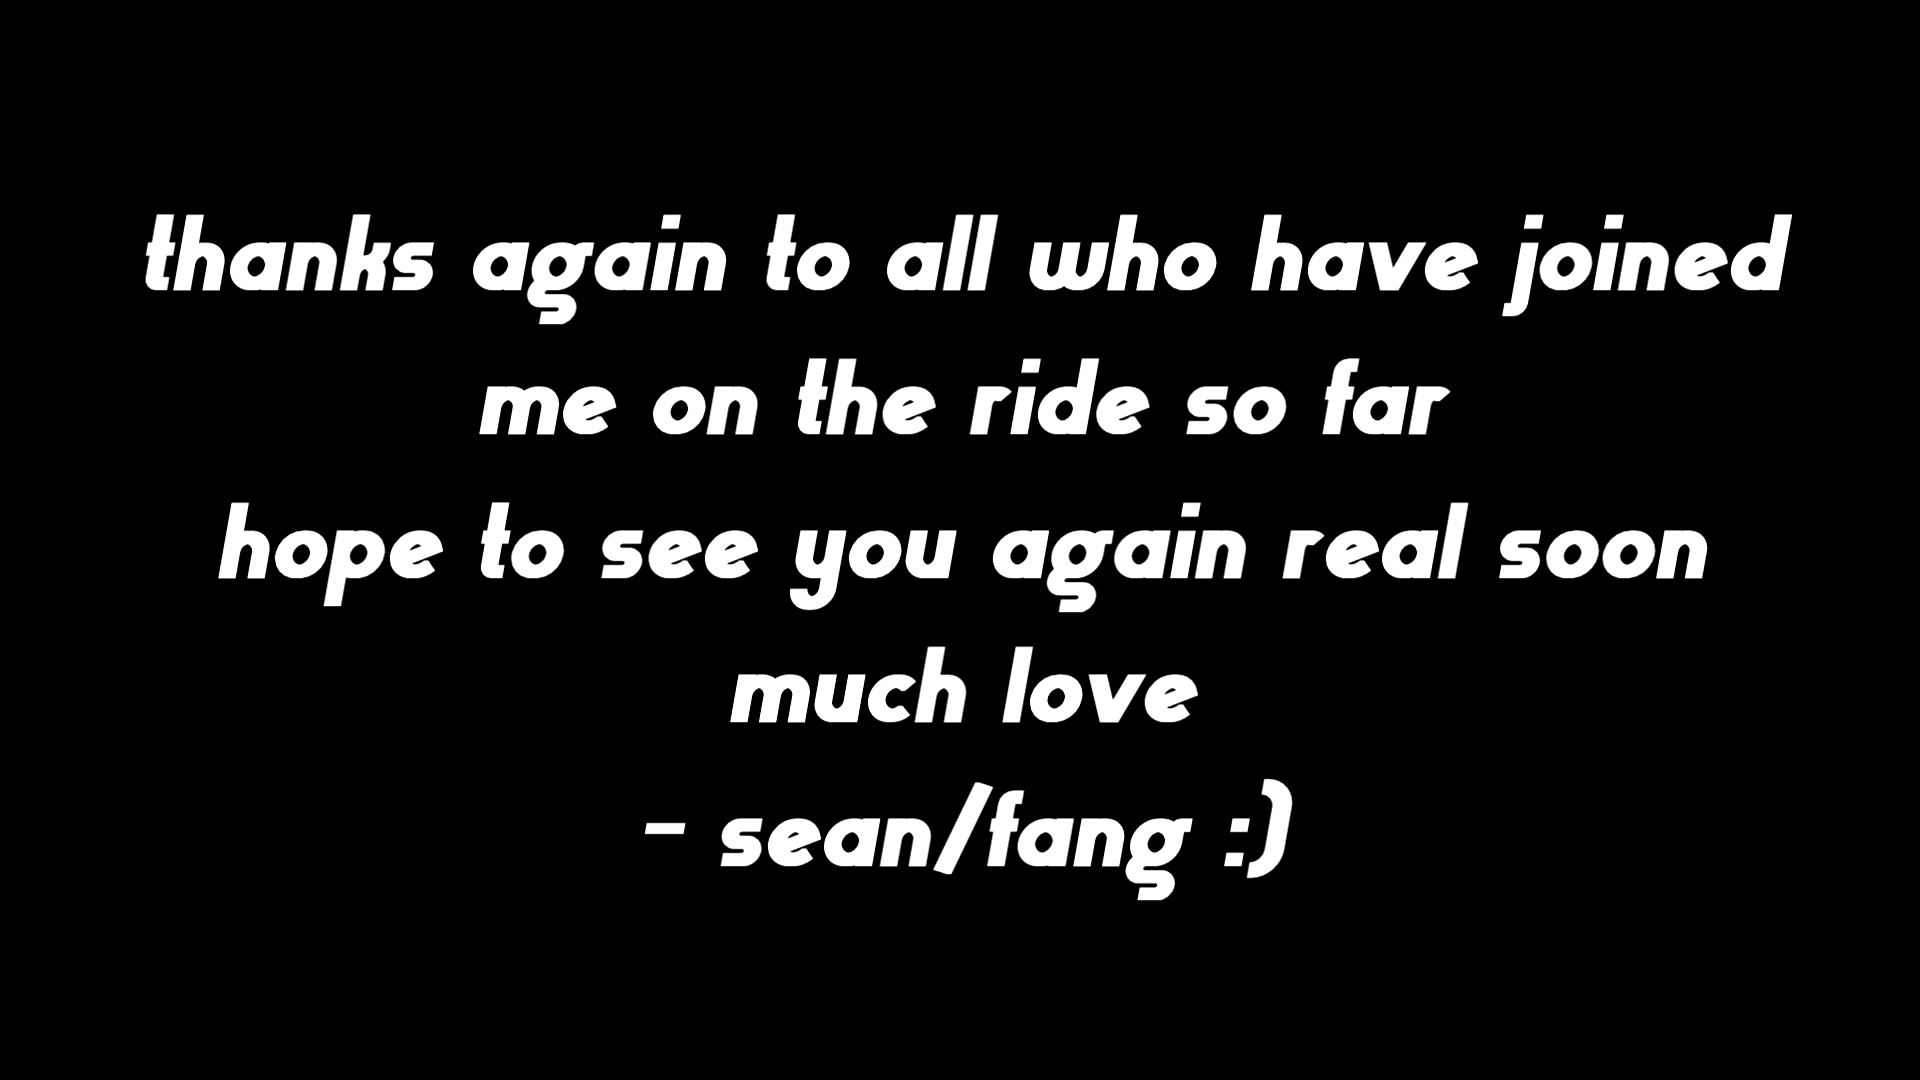 thanks again to all who have joined
me on the ride so far
hope to see you again real soon
much love
- sean/fang :)